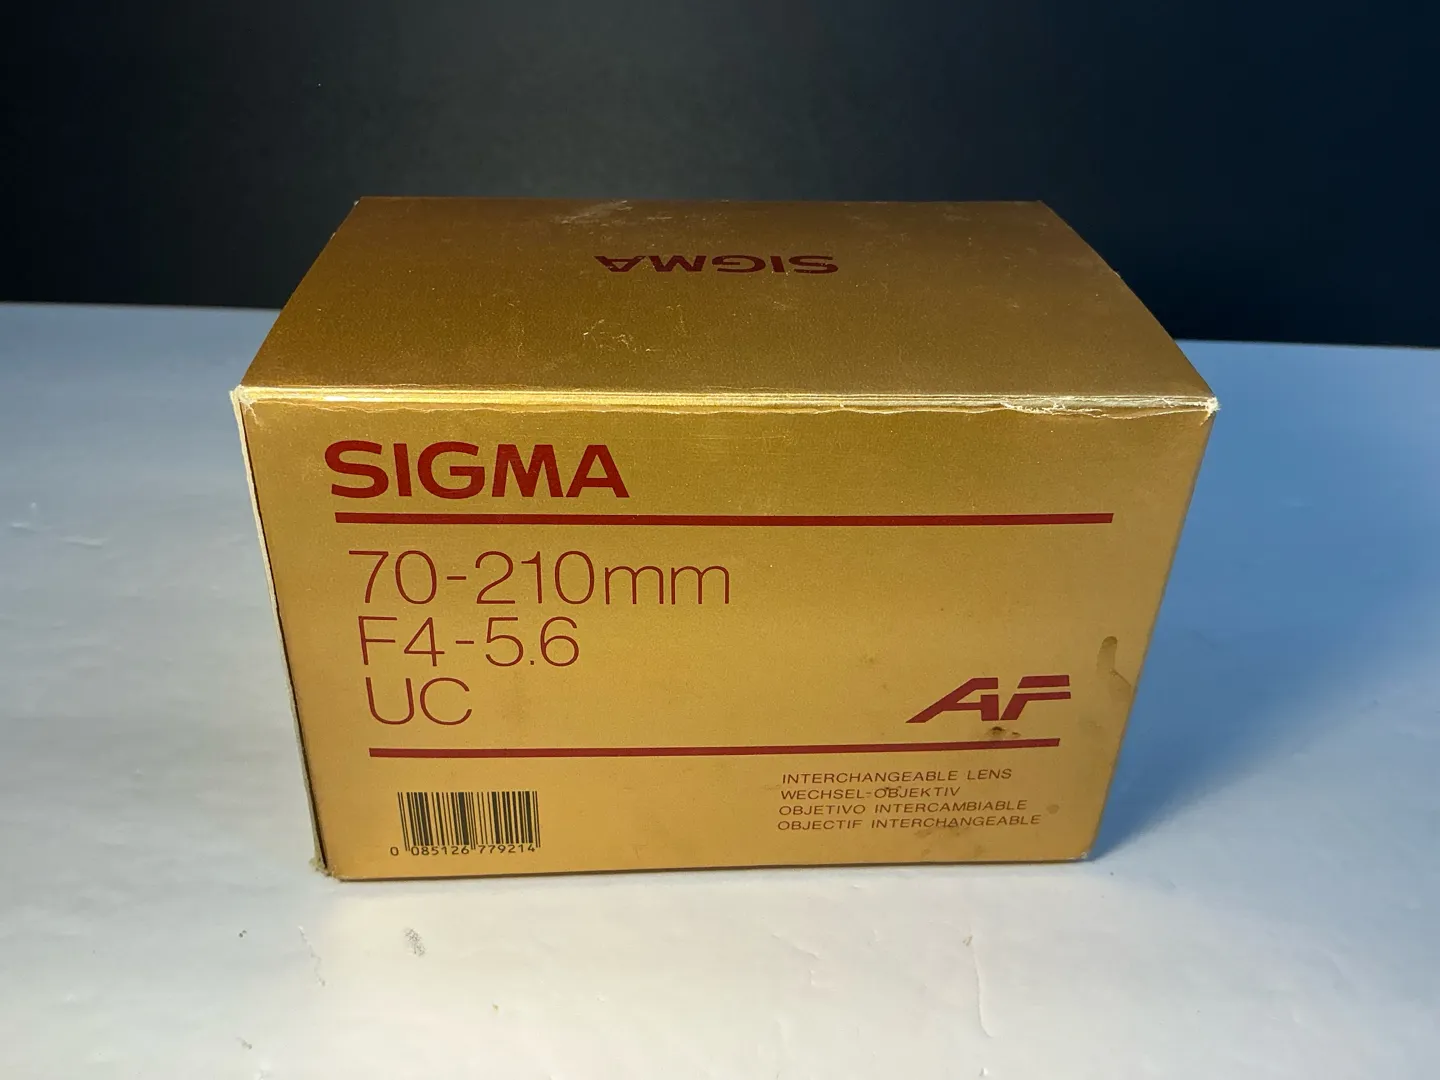 SIGMA
SIGMA
70-210mm
F4-5.6
UC
AF
INTERCHANGEABLE LENS
WECHSEL-OBJEKTIV
OBJETIVO INTERCAMBIABLE
OBJECTIF INTERCHANGEABLE
0 085126 779214